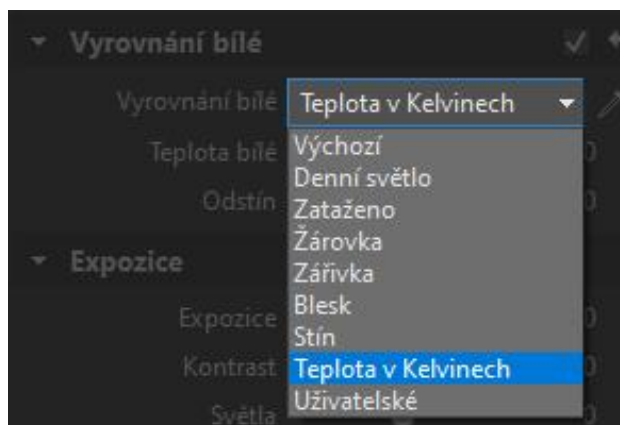 Vyrovnání bílé
Vyrovnání bílé Teplota v Kelvinech
Teplota bílé
Výchozí
Denní světlo
Odstín
Zataženo
Žárovka
Expozice
Zářivka
Blesk
Expozice
Stín
Kontrast
Teplota v Kelvinech
Uživatelské
Světla
0